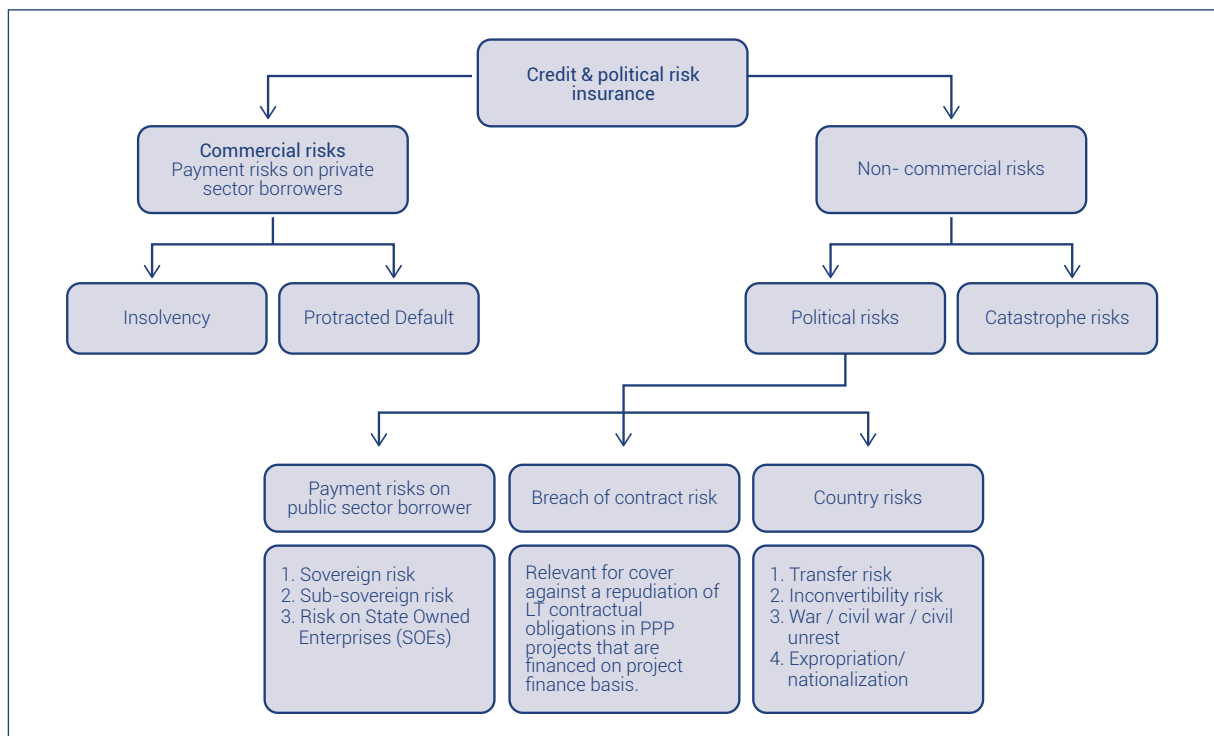 Credit & political risk
insurance
Commercial risks
Payment risks on private
sector borrowers
Non- commercial risks
Insolvency
Protracted Default
Political risks
Catastrophe risks
Payment risks on
public sector borrower
Breach of contract risk
Country risks
1. Sovereign risk
2. Sub-sovereign risk
3. Risk on State Owned
Enterprises (SOEs)
Relevant for cover
against a repudiation of
LT contractual
obligations in PPP
projects that are
financed on project
finance basis.
1. Transfer risk
2. Inconvertibility risk
3. War / civil war / civil
unrest
4. Expropriation/
nationalization